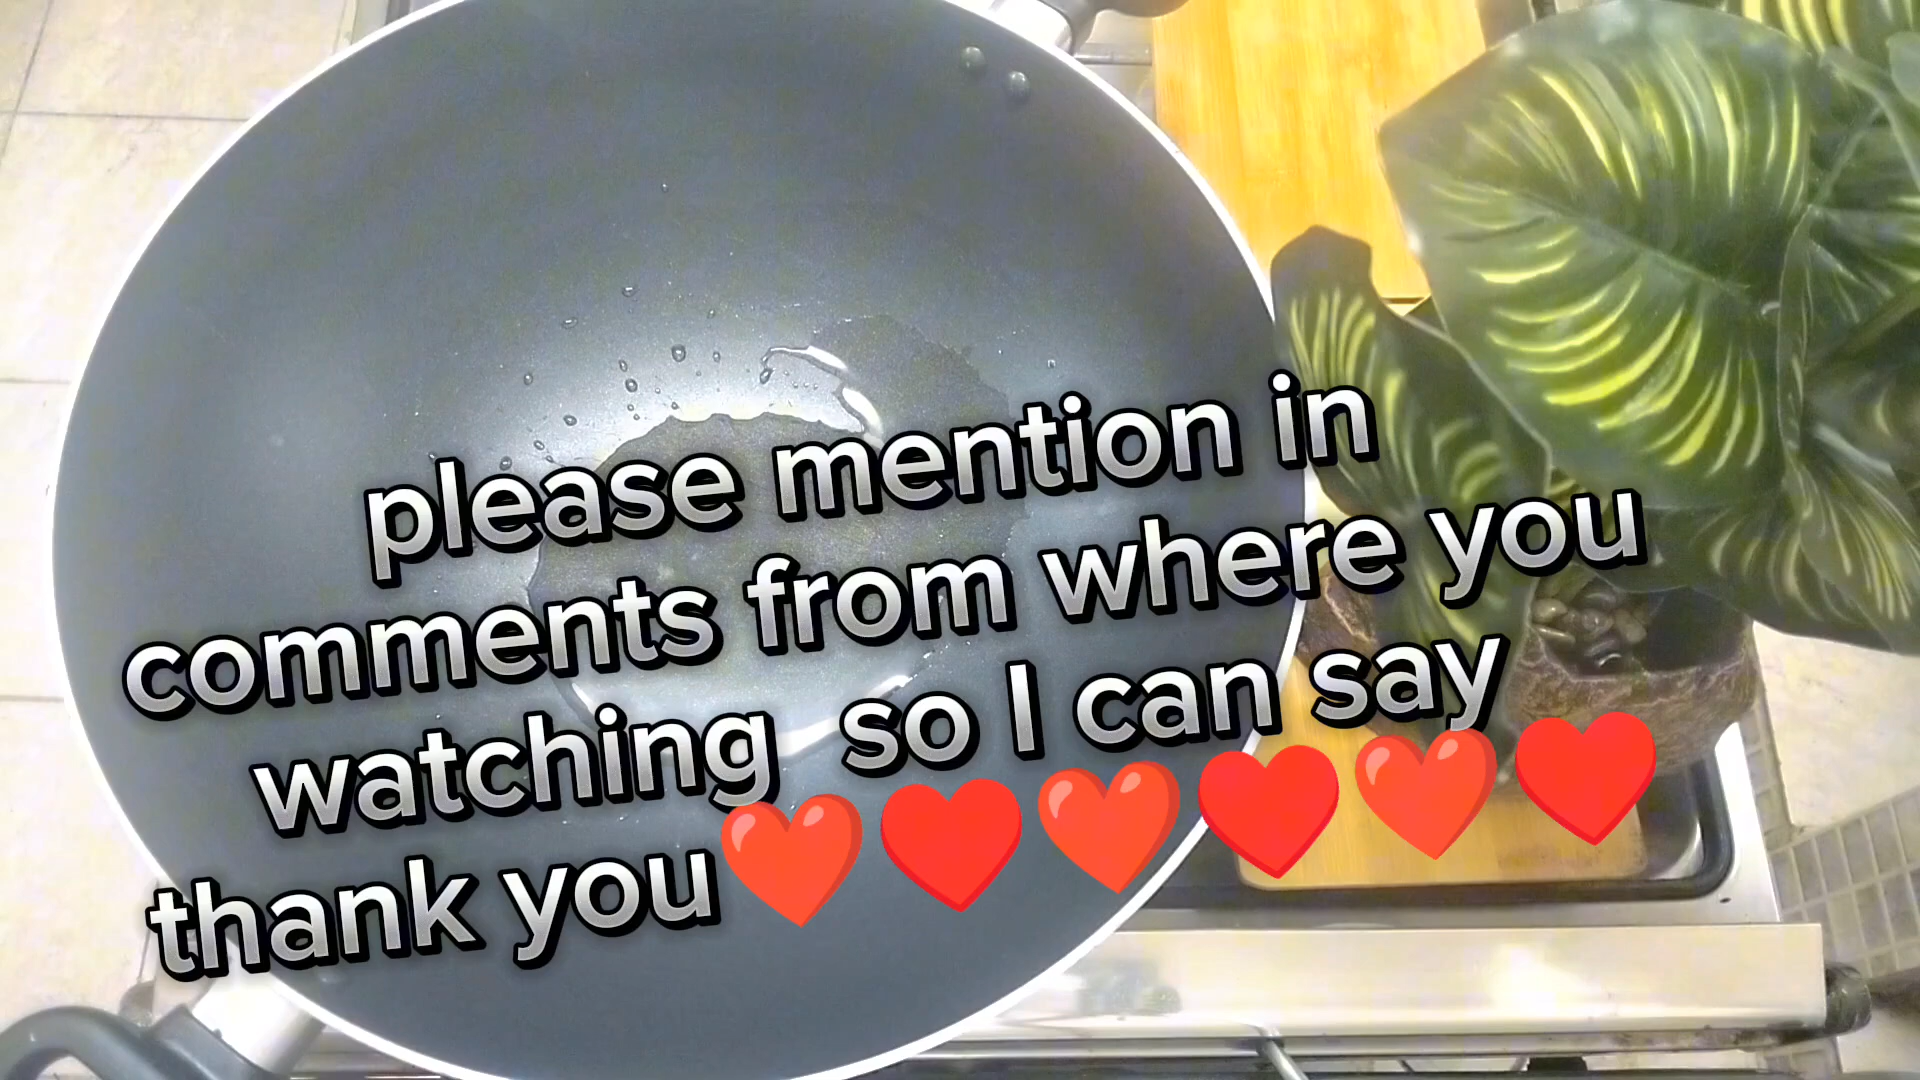 please mention in
comments from where you
watching so I can say
thank you❤️♥️❤️♥️❤️♥️